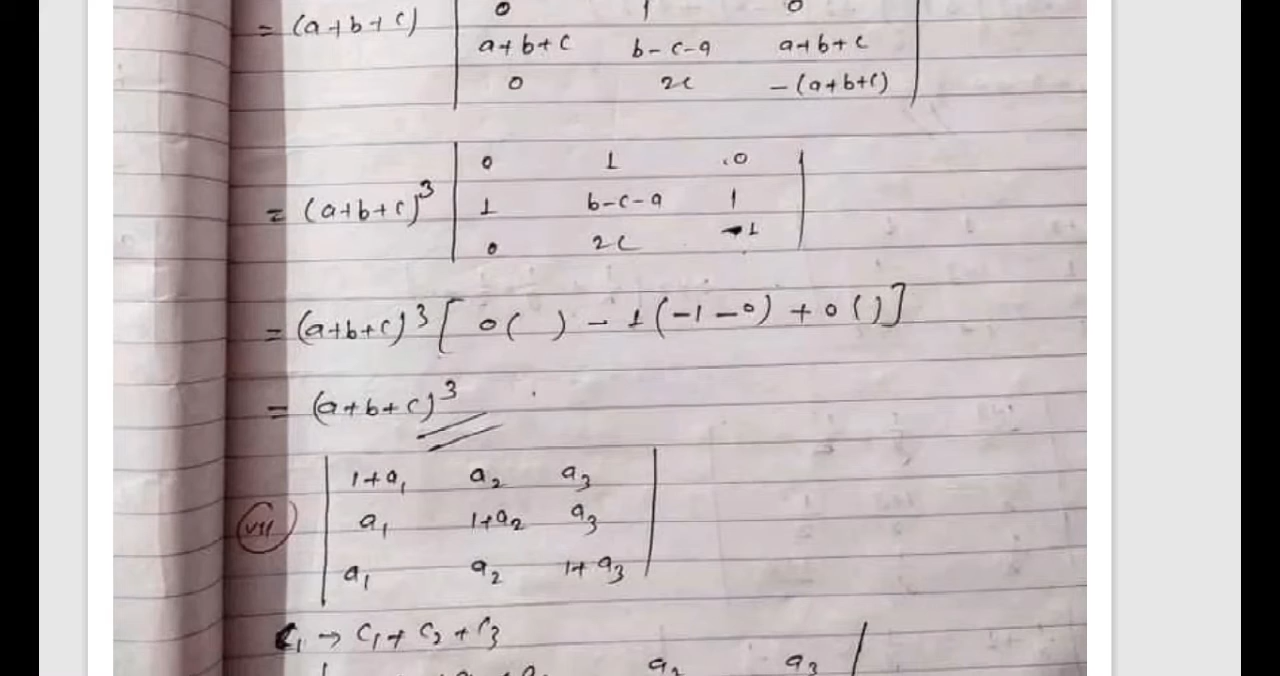 0 1 0
= (a+b+c)
a+b+c b-c-a a+b+c
0 2c -(a+b+c)
0 1 0
= (a+b+c)³ 1 b-c-a 1
0 2c -1
= (a+b+c)³ [ 0( ) - 1(-1-0) + 0( )]
= (a+b+c)³
1+a₁ a₂ a₃
VII a₁ 1+a₂ a₃
a₁ a₂ 1+a₃
C₁ → C₁+C₂+C₃
a₂ a₃